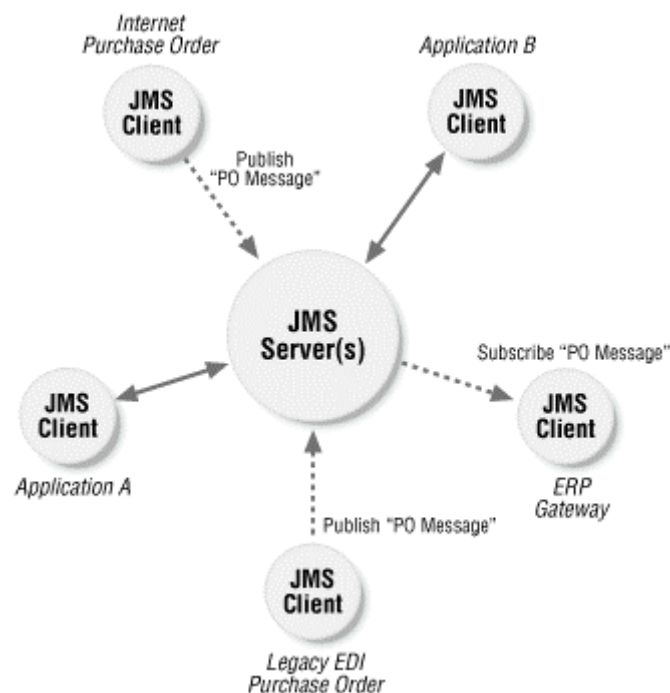 Internet
Purchase Order
JMS
Client
Application B
JMS
Client
Publish
"PO Message"
JMS
Server(s)
Subscribe "PO Message"
JMS
Client
ERP
Gateway
JMS
Client
Application A
Publish "PO Message"
JMS
Client
Legacy EDI
Purchase Order